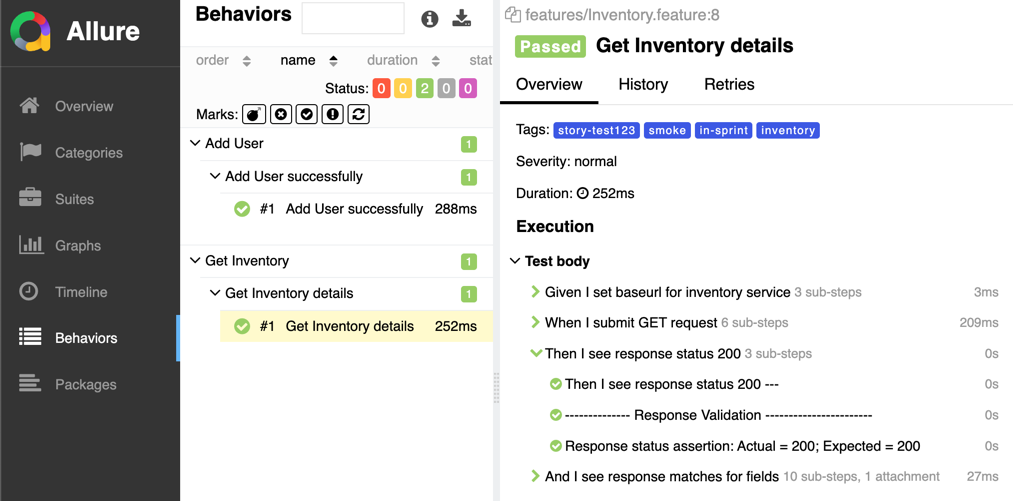 Allure
Overview
Categories
Suites
Graphs
Timeline
Behaviors
Packages
Behaviors
order name duration stat
Status: 0 0 2 0 0
Marks:
Add User 1
Add User successfully 1
#1 Add User successfully 288ms
Get Inventory 1
Get Inventory details 1
#1 Get Inventory details 252ms
features/Inventory.feature:8
Passed Get Inventory details
Overview History Retries
Tags: story-test123 smoke in-sprint inventory
Severity: normal
Duration: 252ms
Execution
Test body
Given I set baseurl for inventory service 3 sub-steps 3ms
When I submit GET request 6 sub-steps 209ms
Then I see response status 200 3 sub-steps 0s
Then I see response status 200 --- 0s
-------------- Response Validation ----------------------- 0s
Response status assertion: Actual = 200; Expected = 200 0s
And I see response matches for fields 10 sub-steps, 1 attachment 27ms